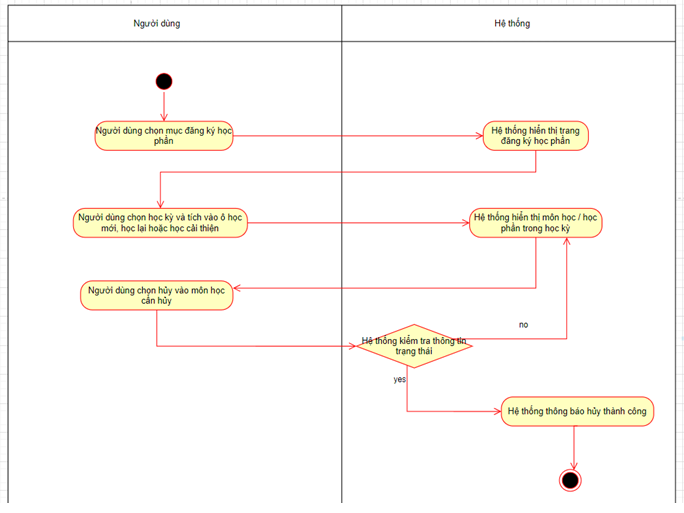 Người dùng
Hệ thống
Người dùng chọn mục đăng ký học
phần
Hệ thống hiển thị trang
đăng ký học phần
Người dùng chọn học kỳ và tích vào ô học
mới, học lại hoặc học cải thiện
Hệ thống hiển thị môn học / học
phần trong học kỳ
Người dùng chọn hủy vào môn học
cần hủy
no
Hệ thống kiểm tra thông tin
trạng thái
yes
Hệ thống thông báo hủy thành công